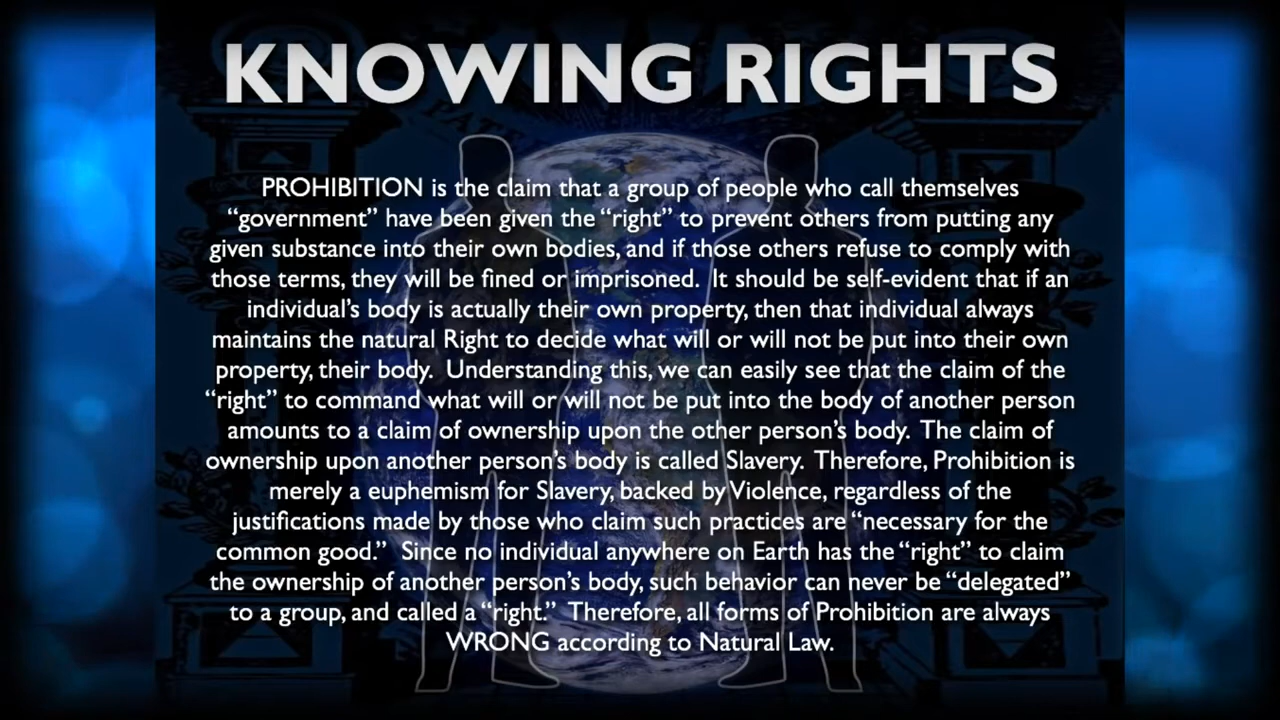 KNOWING RIGHTS
PROHIBITION is the claim that a group of people who call themselves
“government” have been given the “right” to prevent others from putting any
given substance into their own bodies, and if those others refuse to comply with
those terms, they will be fined or imprisoned.  It should be self-evident that if an
individual’s body is actually their own property, then that individual always
maintains the natural Right to decide what will or will not be put into their own
property, their body.  Understanding this, we can easily see that the claim of the
“right” to command what will or will not be put into the body of another person
amounts to a claim of ownership upon the other person’s body.  The claim of
ownership upon another person’s body is called Slavery.  Therefore, Prohibition is
merely a euphemism for Slavery, backed by Violence, regardless of the
justifications made by those who claim such practices are “necessary for the
common good.”  Since no individual anywhere on Earth has the “right” to claim
the ownership of another person’s body, such behavior can never be “delegated”
to a group, and called a “right.”  Therefore, all forms of Prohibition are always
WRONG according to Natural Law.